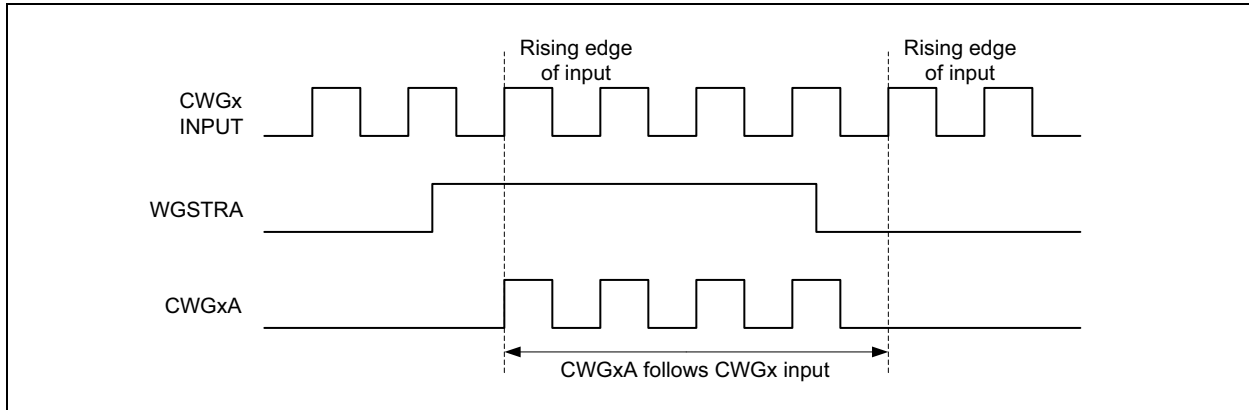 Rising edge
of input
Rising edge
of input
CWGx
INPUT
WGSTRA
CWGxA
CWGxA follows CWGx input